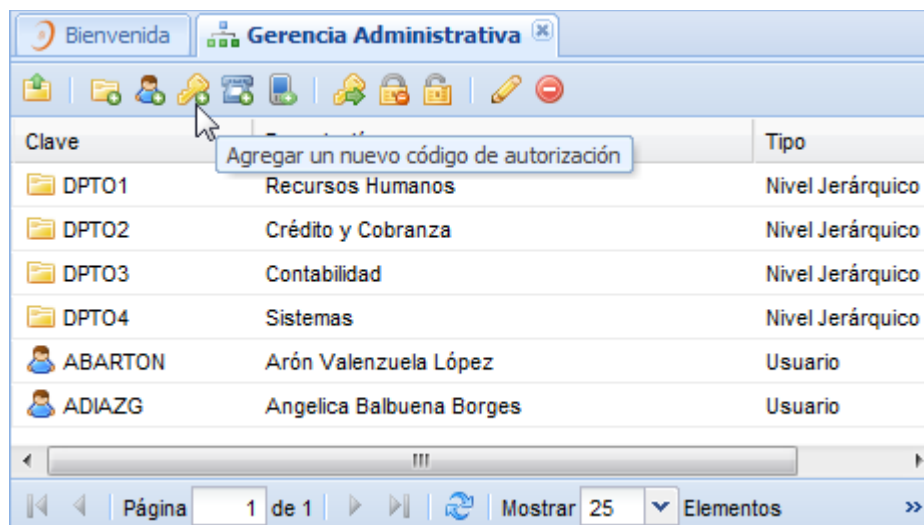 Bienvenida Gerencia Administrativa
Clave Tipo
Agregar un nuevo código de autorización
DPTO1 Recursos Humanos Nivel Jerárquico
DPTO2 Crédito y Cobranza Nivel Jerárquico
DPTO3 Contabilidad Nivel Jerárquico
DPTO4 Sistemas Nivel Jerárquico
ABARTON Arón Valenzuela López Usuario
ADIAZG Angelica Balbuena Borges Usuario
Página 1 de 1 Mostrar 25 Elementos